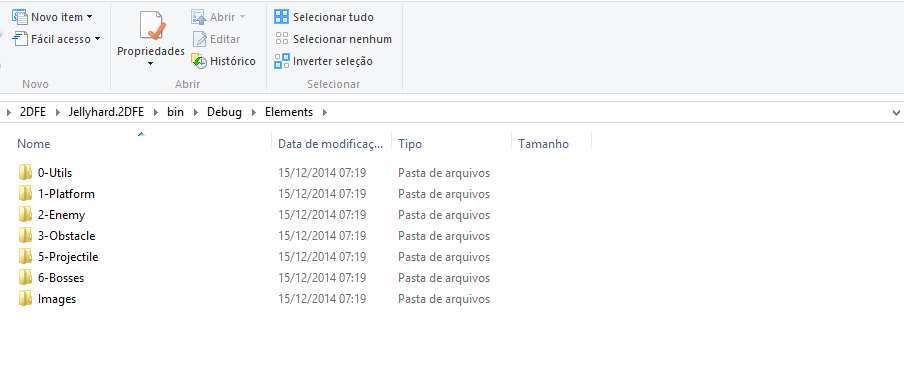 Novo item
Fácil acesso
Novo
Propriedades
Abrir
Editar
Histórico
Abrir
Selecionar tudo
Selecionar nenhum
Inverter seleção
Selecionar
2DFE Jellyhard.2DFE bin Debug Elements
Nome Data de modificaç... Tipo Tamanho
0-Utils 15/12/2014 07:19 Pasta de arquivos
1-Platform 15/12/2014 07:19 Pasta de arquivos
2-Enemy 15/12/2014 07:19 Pasta de arquivos
3-Obstacle 15/12/2014 07:19 Pasta de arquivos
5-Projectile 15/12/2014 07:19 Pasta de arquivos
6-Bosses 15/12/2014 07:19 Pasta de arquivos
Images 15/12/2014 07:19 Pasta de arquivos